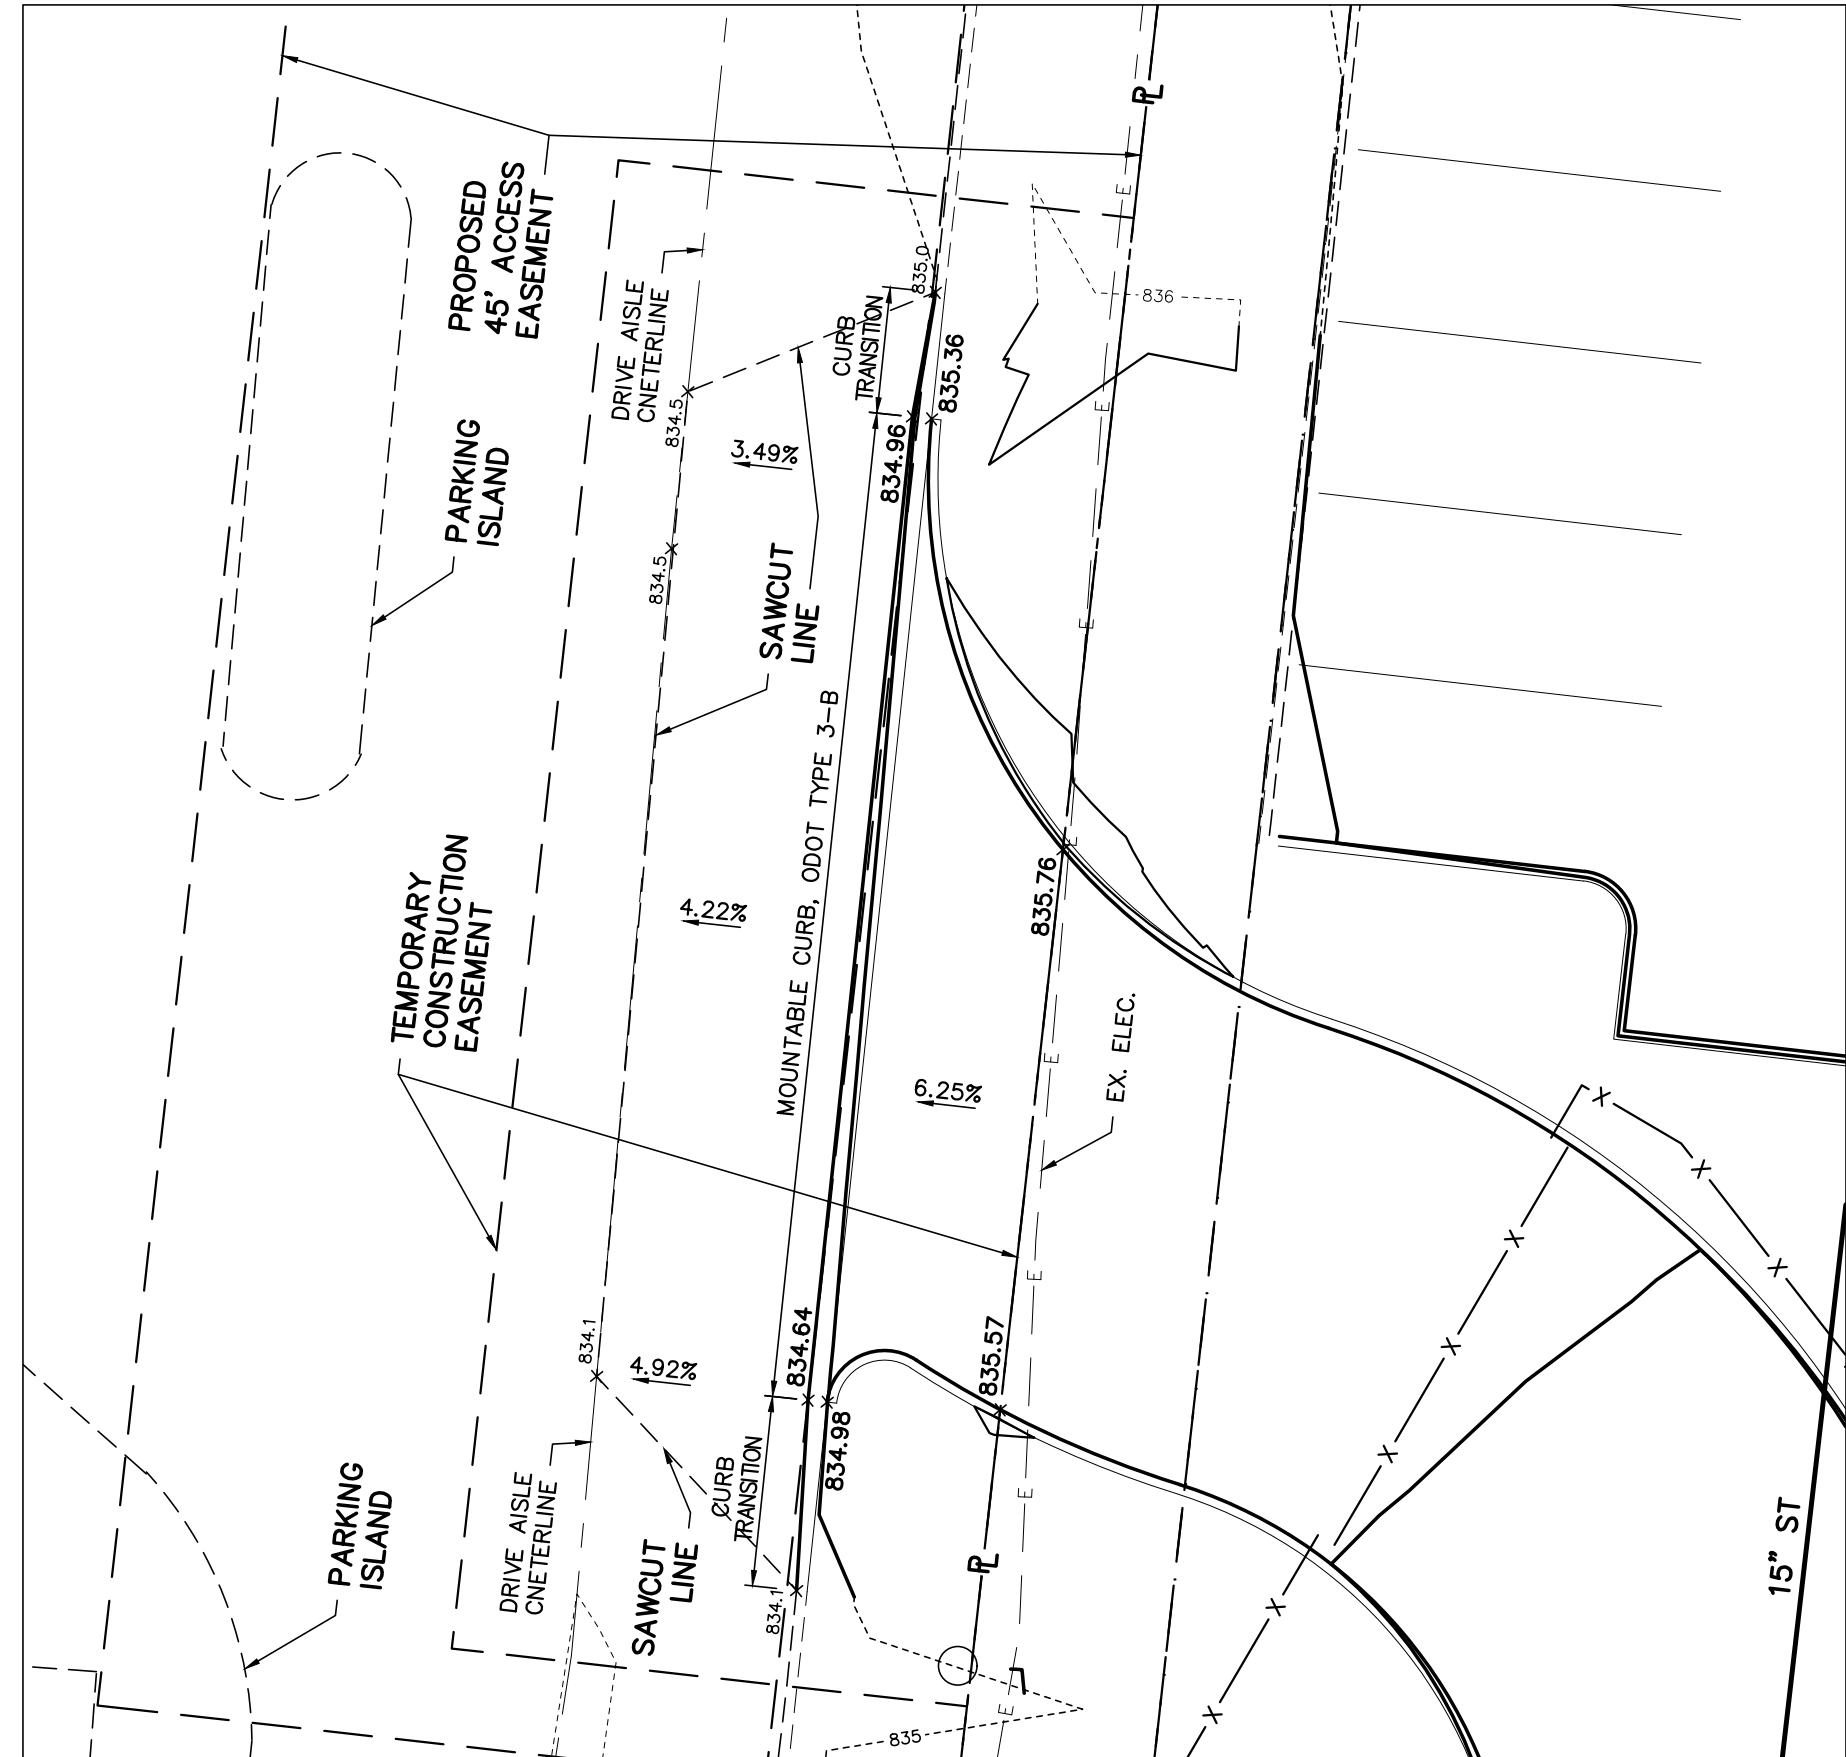 PROPOSED
45' ACCESS
EASEMENT
PARKING
ISLAND
DRIVE AISLE
CNETERLINE
CURB
TRANSITION
835.0
PL
E
836
835.36
834.96
834.5
3.49%
834.5
SAWCUT
LINE
E
E
MOUNTABLE CURB, ODOT TYPE 3-B
TEMPORARY
CONSTRUCTION
EASEMENT
4.22%
835.76
E
6.25%
EX. ELEC.
E
X
X
X
X
X
X
X
X
E
834.1
4.92%
834.64
834.98
835.57
DRIVE AISLE
CNETERLINE
SAWCUT
LINE
CURB
TRANSITION
834.1
PARKING
ISLAND
E
PL
E
835
15" ST